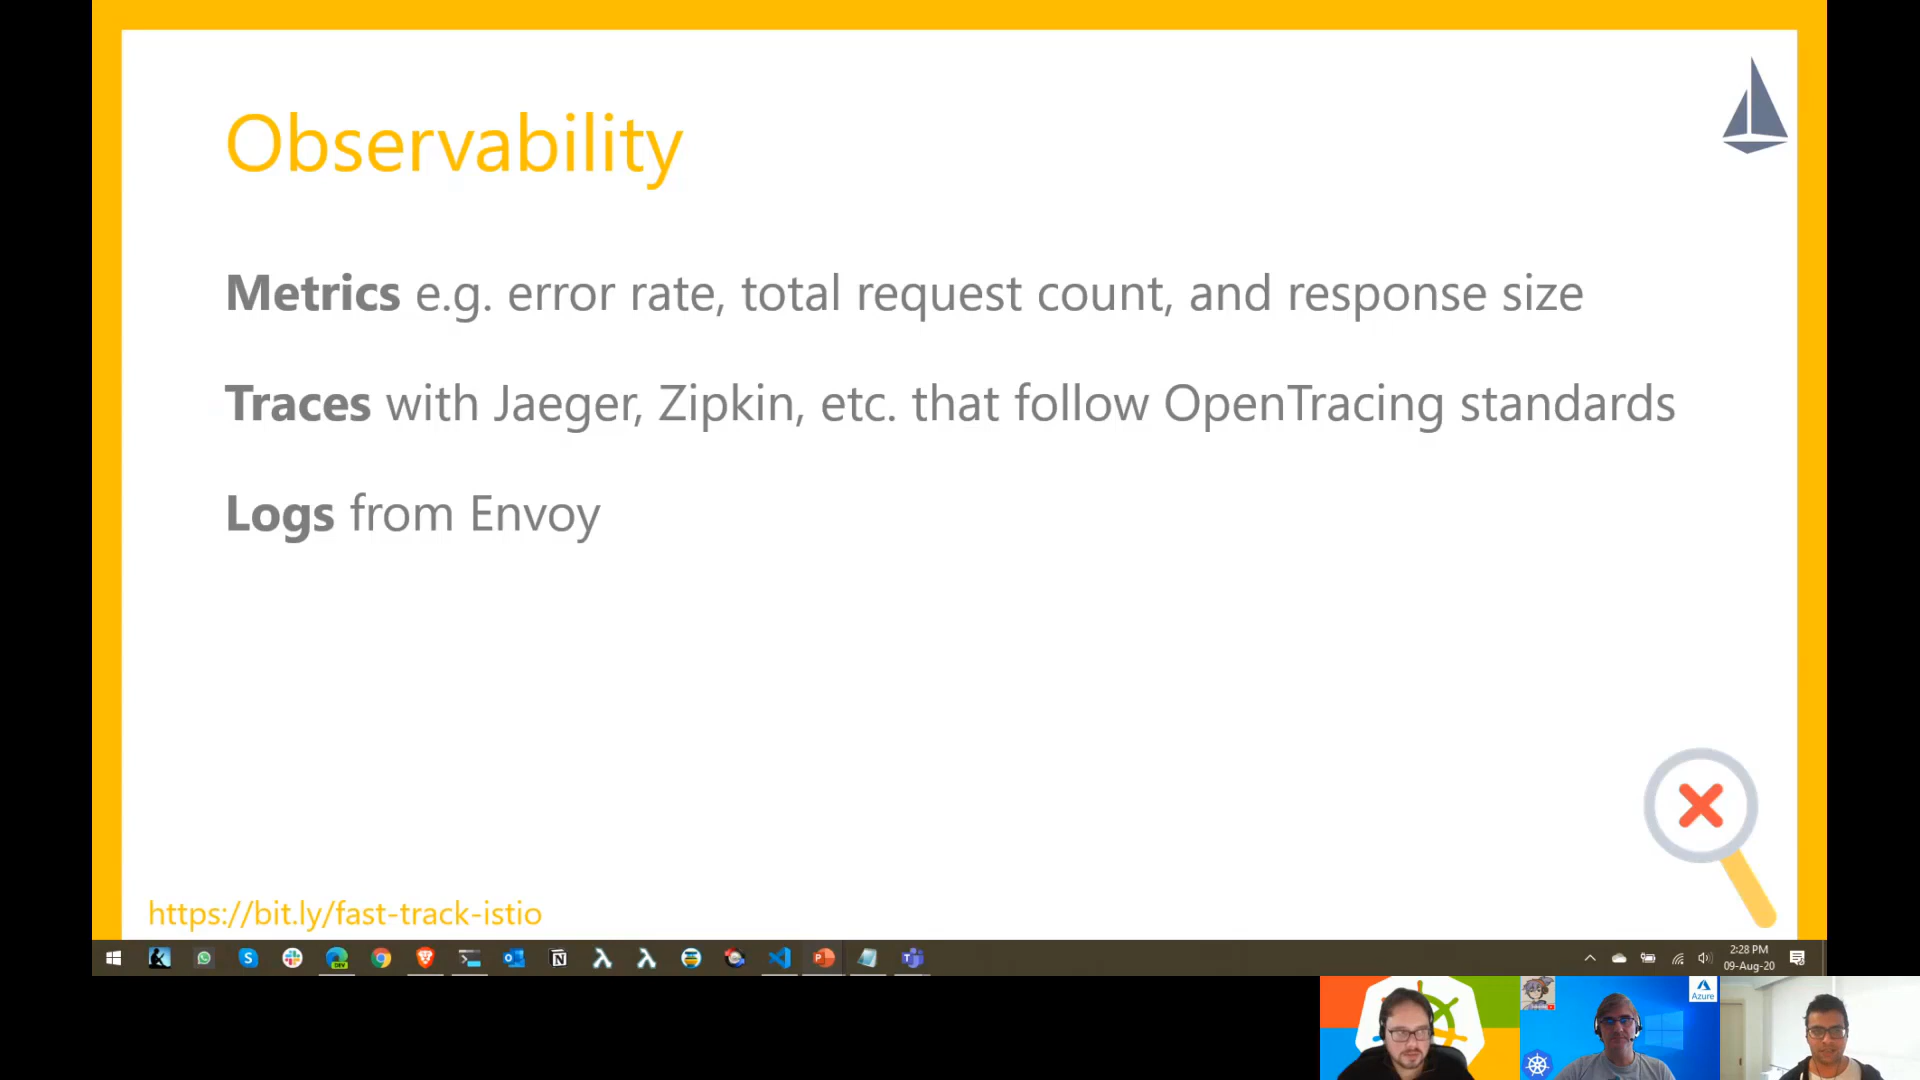 Observability
Metrics e.g. error rate, total request count, and response size
Traces with Jaeger, Zipkin, etc. that follow OpenTracing standards
Logs from Envoy
https://bit.ly/fast-track-istio
2:28 PM
09-Aug-20
Azure